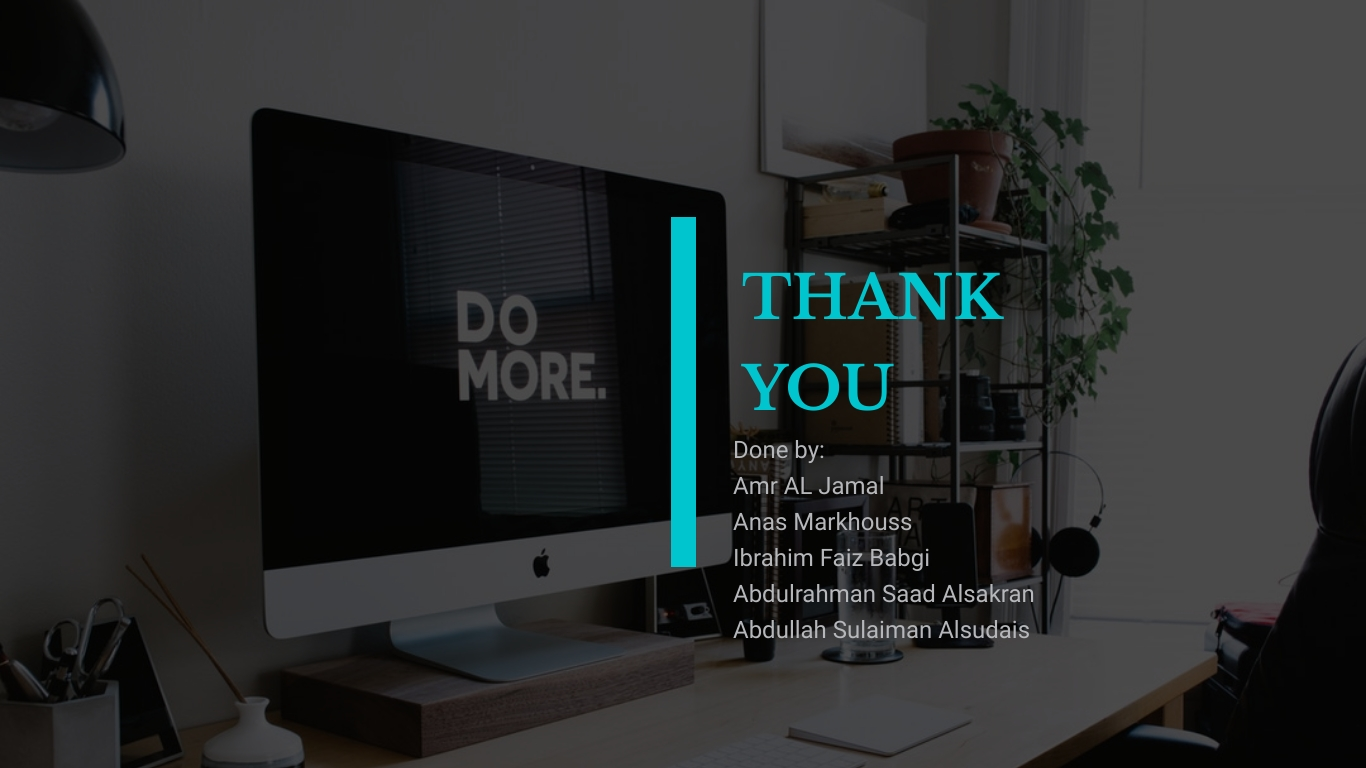 DO
MORE.
THANK
YOU
Done by:
Amr AL Jamal
Anas Markhouss
Ibrahim Faiz Babgi
Abdulrahman Saad Alsakran
Abdullah Sulaiman Alsudais